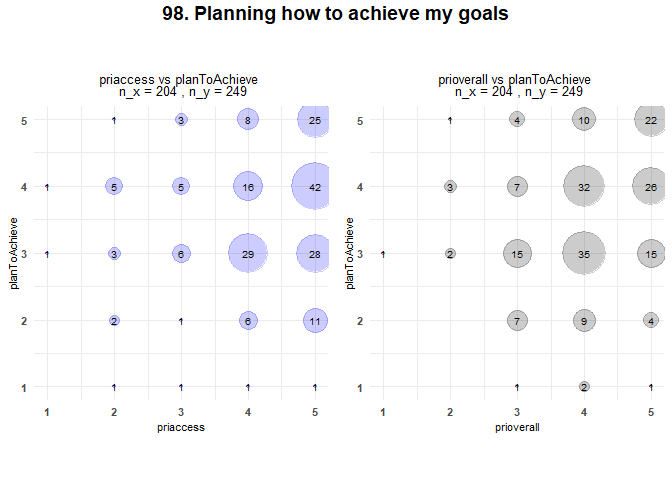 98. Planning how to achieve my goals
priaccess vs planToAchieve
n_x = 204 , n_y = 249
planToAchieve
5 1 3 8 25
4 1 5 5 16 42
3 1 3 6 29 28
2 2 1 6 11
1 1 1 1 1
1 2 3 4 5
priaccess
prioverall vs planToAchieve
n_x = 204 , n_y = 249
planToAchieve
5 1 4 10 22
4 3 7 32 26
3 1 2 15 35 15
2 7 9 4
1 1 2 1
1 2 3 4 5
prioverall